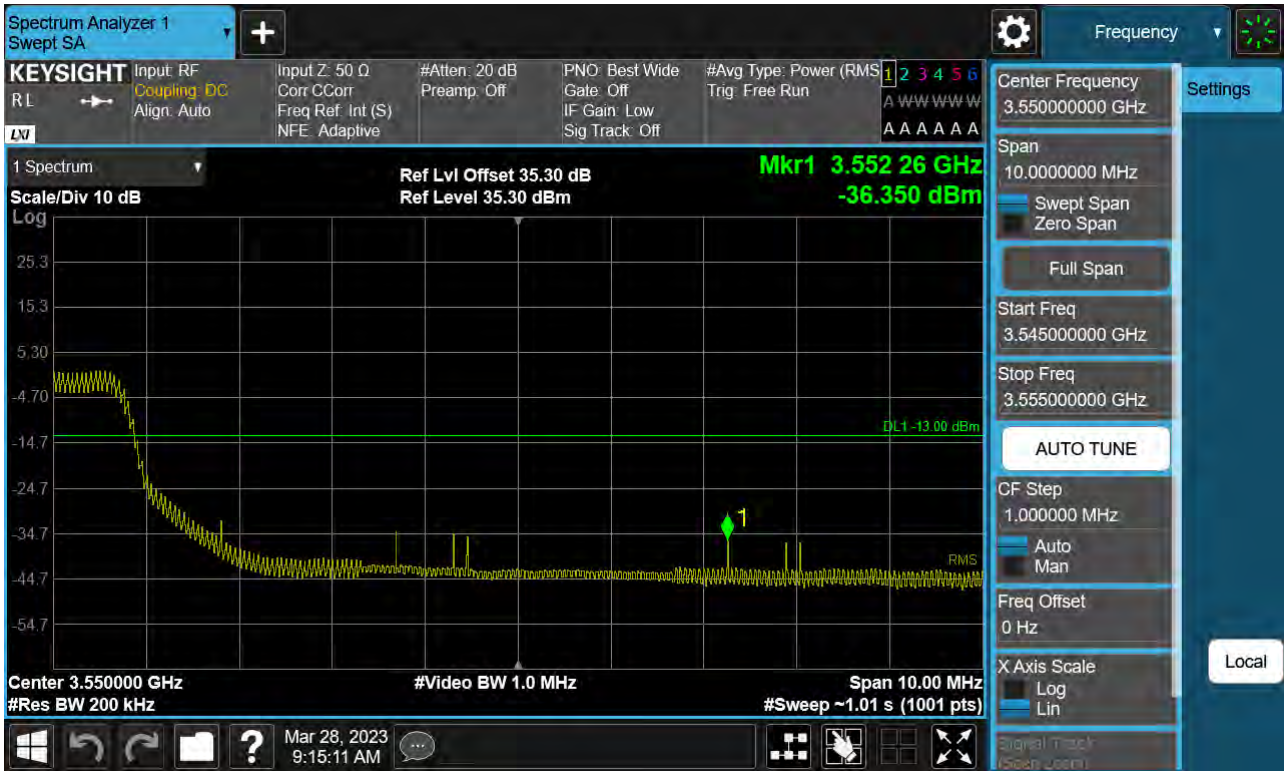 Spectrum Analyzer 1
Swept SA
+
Frequency
KEYSIGHT
RL
LXI
Input: RF
Coupling: DC
Align: Auto
Input Z: 50 Ω
Corr CCorr
Freq Ref: Int (S)
NFE: Adaptive
#Atten: 20 dB
Preamp: Off
PNO: Best Wide
Gate: Off
IF Gain: Low
Sig Track: Off
#Avg Type: Power (RMS
Trig: Free Run
1 2 3 4 5 6
A W W W W W
A A A A A A
1 Spectrum
Scale/Div 10 dB
Log
Ref Lvl Offset 35.30 dB
Ref Level 35.30 dBm
Mkr1 3.552 26 GHz
-36.350 dBm
25.3
15.3
5.30
-4.70
DL1 -13.00 dBm
-14.7
-24.7
1
-34.7
RMS
-44.7
-54.7
Center 3.550000 GHz
#Res BW 200 kHz
#Video BW 1.0 MHz
Span 10.00 MHz
#Sweep ~1.01 s (1001 pts)
Center Frequency
3.550000000 GHz
Settings
Span
10.0000000 MHz
Swept Span
Zero Span
Full Span
Start Freq
3.545000000 GHz
Stop Freq
3.555000000 GHz
AUTO TUNE
CF Step
1.000000 MHz
Auto
Man
Freq Offset
0 Hz
X Axis Scale
Log
Lin
Local
Signal Track
(Span Zoom)
?
Mar 28, 2023
9:15:11 AM